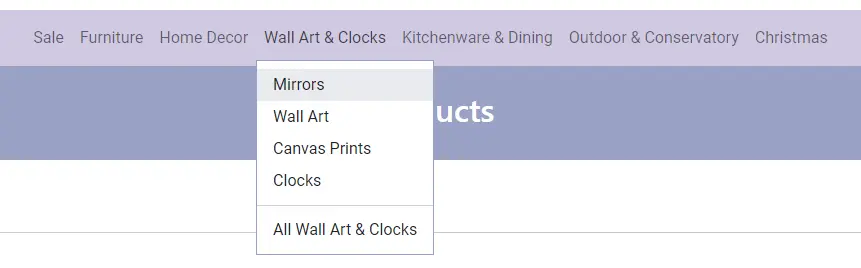 Sale Furniture Home Decor Wall Art & Clocks Kitchenware & Dining Outdoor & Conservatory Christmas
Mirrors
ucts
Wall Art
Canvas Prints
Clocks
All Wall Art & Clocks